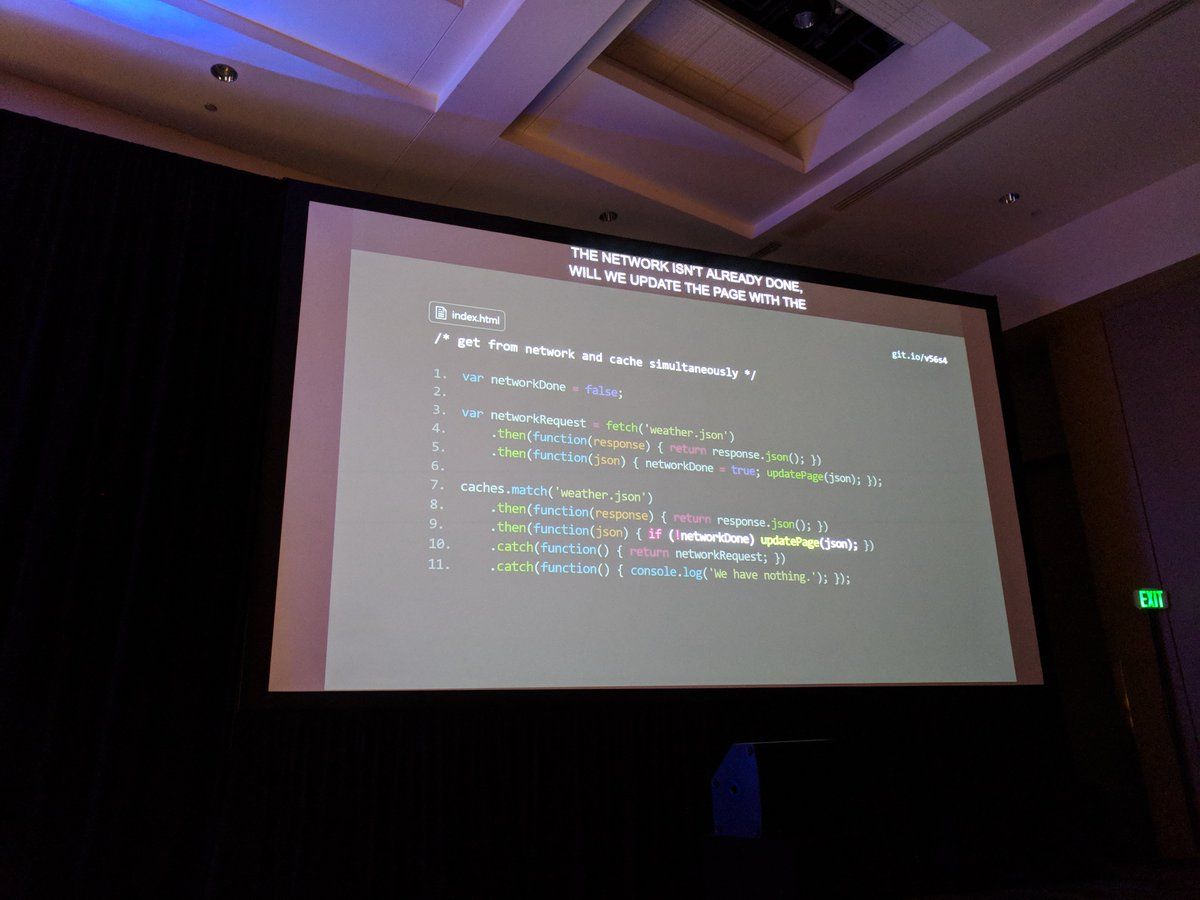 THE NETWORK ISN'T ALREADY DONE,
WILL WE UPDATE THE PAGE WITH THE
index.html
git.io/v56s4
/* get from network and cache simultaneously */
1. var networkDone = false;
2.
3. var networkRequest = fetch('weather.json')
4. .then(function(response) { return response.json(); })
5. .then(function(json) { networkDone = true; updatePage(json); });
6.
7. caches.match('weather.json')
8. .then(function(response) { return response.json(); })
9. .then(function(json) { if (!networkDone) updatePage(json); })
10. .catch(function() { return networkRequest; })
11. .catch(function() { console.log('We have nothing.'); });
EXIT